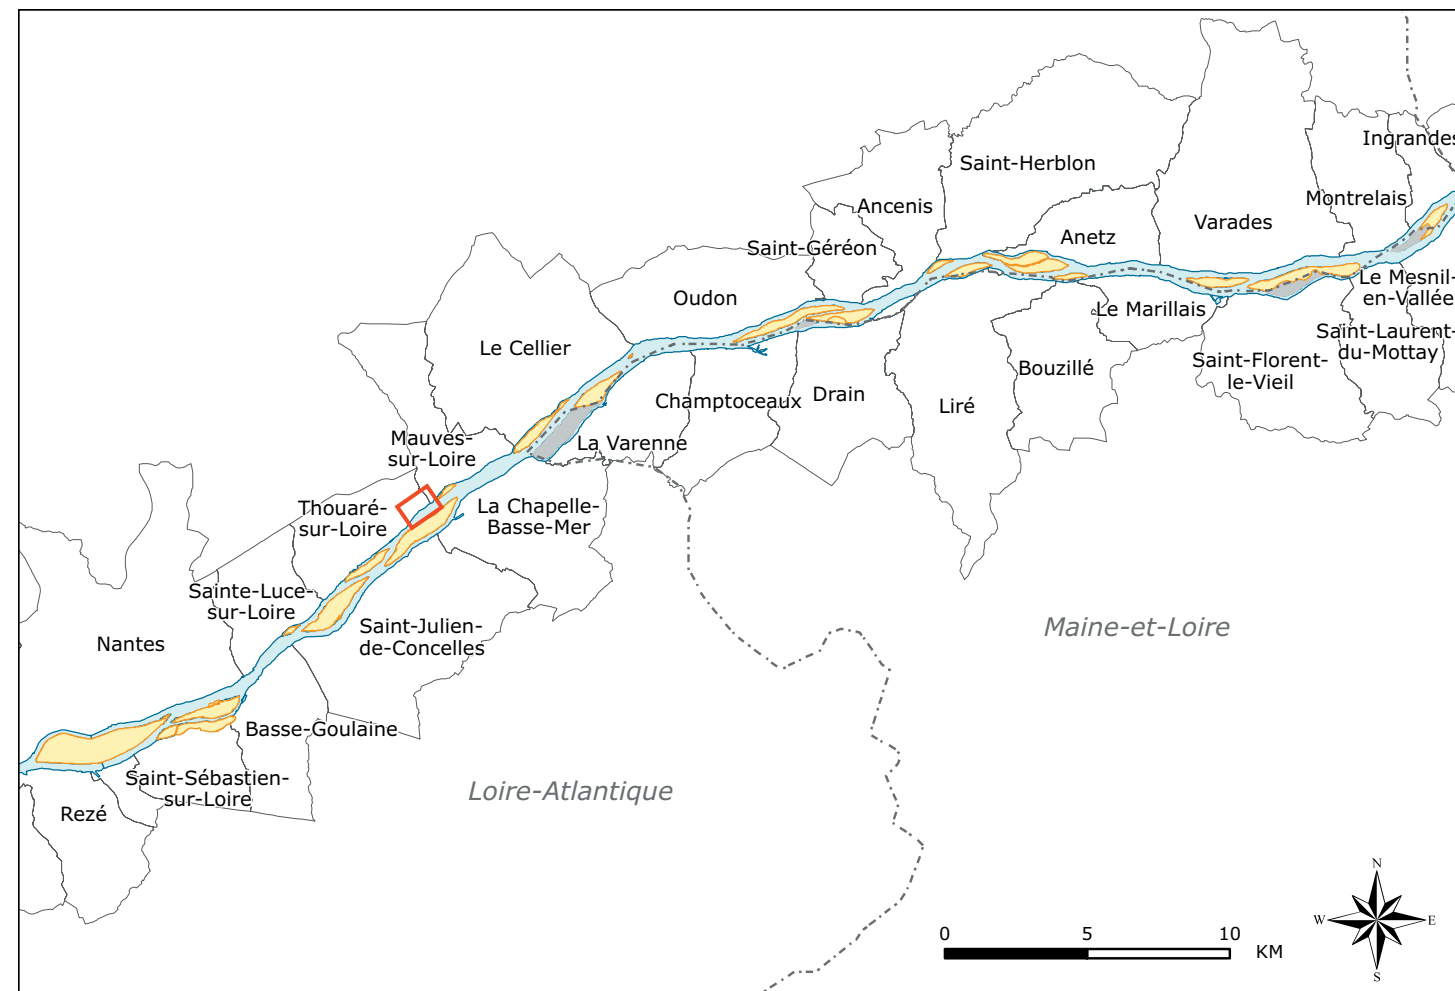 Ingrandes
Saint-Herblon
Montrelais
Ancenis
Varades
Anetz
Saint-Géréon
Le Mesnil-
en-Vallée
Oudon
Le Marillais
Saint-Laurent-
du-Mottay
Le Cellier
Saint-Florent-
le-Vieil
Bouzillé
Drain
Champtoceaux
Liré
Mauves-
sur-Loire
La Varenne
La Chapelle-
Basse-Mer
Thouaré-
sur-Loire
Sainte-Luce-
sur-Loire
Saint-Julien-
de-Concelles
Maine-et-Loire
Nantes
Basse-Goulaine
Saint-Sébastien-
sur-Loire
Loire-Atlantique
Rezé
N
W
E
S
0 5 10
KM